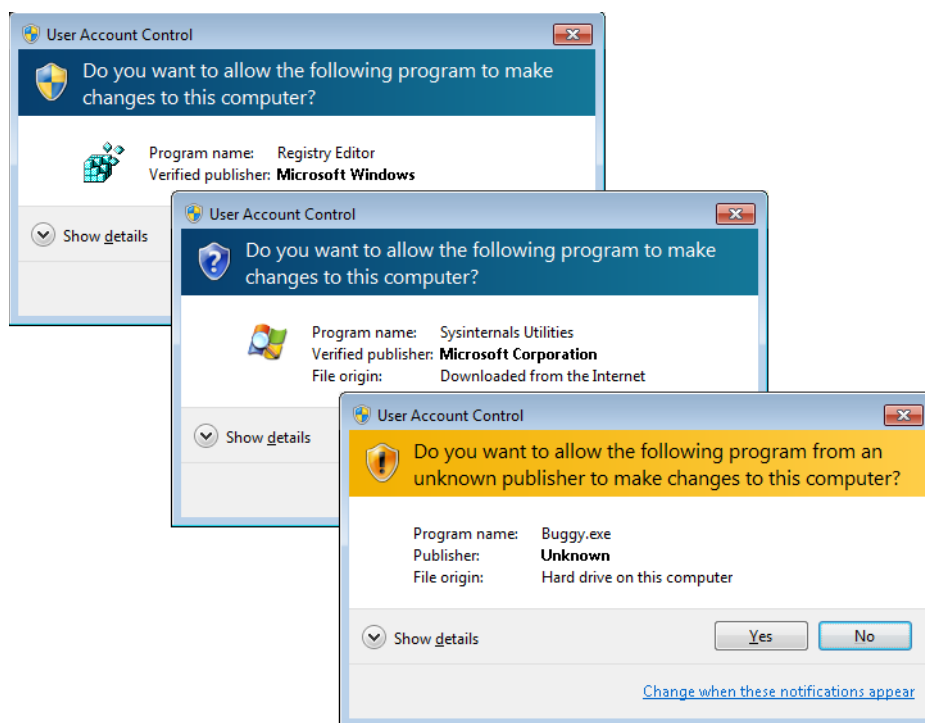 User Account Control
Do you want to allow the following program to make
changes to this computer?
Program name: Registry Editor
Verified publisher: Microsoft Windows
Show details
User Account Control
Do you want to allow the following program to make
changes to this computer?
Program name: Sysinternals Utilities
Verified publisher: Microsoft Corporation
File origin: Downloaded from the Internet
Show details
User Account Control
Do you want to allow the following program from an
unknown publisher to make changes to this computer?
Program name: Buggy.exe
Publisher: Unknown
File origin: Hard drive on this computer
Show details Yes No
Change when these notifications appear